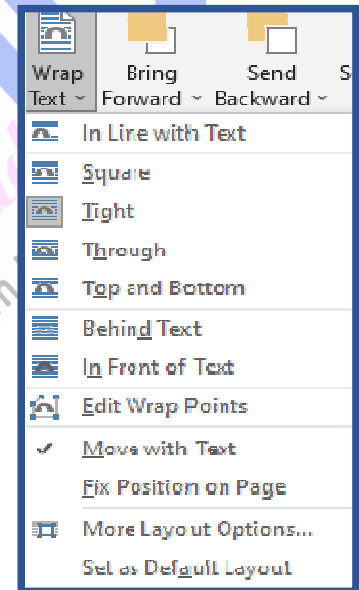 Wrap Bring Send S
Text Forward Backward
In Line with Text
Square
Tight
Through
Top and Bottom
Behind Text
In Front of Text
Edit Wrap Points
Move with Text
Fix Position on Page
More Layout Options...
Set as Default Layout